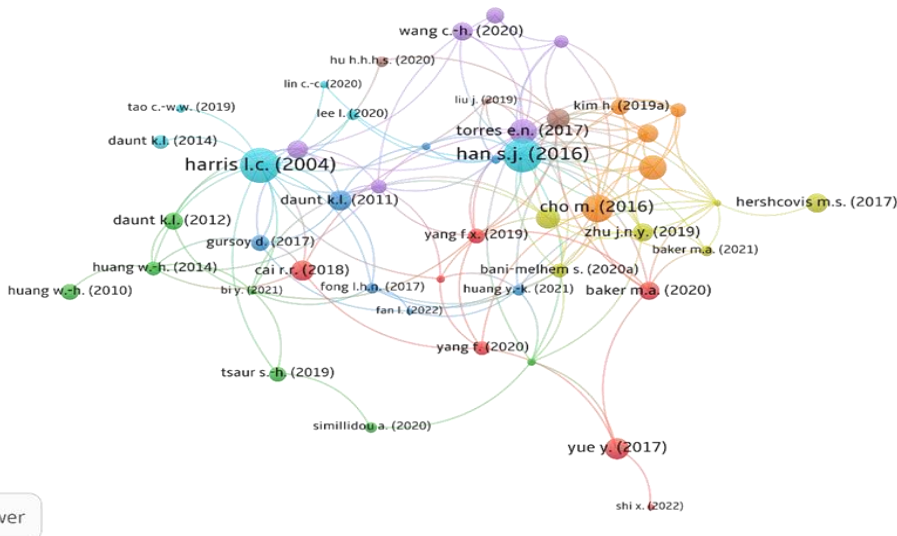 wang c.-h. (2020)
hu h.h.h.s. (2020)
lin c.-c. (2020)
liu j. (2019)
kim h. (2019a)
tao c.-w.w. (2019)
lee l. (2020)
torres e.n. (2017)
daunt k.l. (2014)
han s.j. (2016)
harris l.c. (2004)
daunt k.l. (2011)
hershcovis m.s. (2017)
cho m. (2016)
daunt k.l. (2012)
zhu j.n.y. (2019)
yang f.x. (2019)
gursoy d. (2017)
baker m.a. (2021)
huang w.-h. (2014)
cai r.r. (2018)
bani-melhem s. (2020a)
huang w.-h. (2010)
bi y. (2021)
fong l.h.n. (2017)
huang y.-k. (2021)
baker m.a. (2020)
fan l. (2022)
yang f. (2020)
tsaur s.-h. (2019)
simillidou a. (2020)
yue y. (2017)
shi x. (2022)
wer